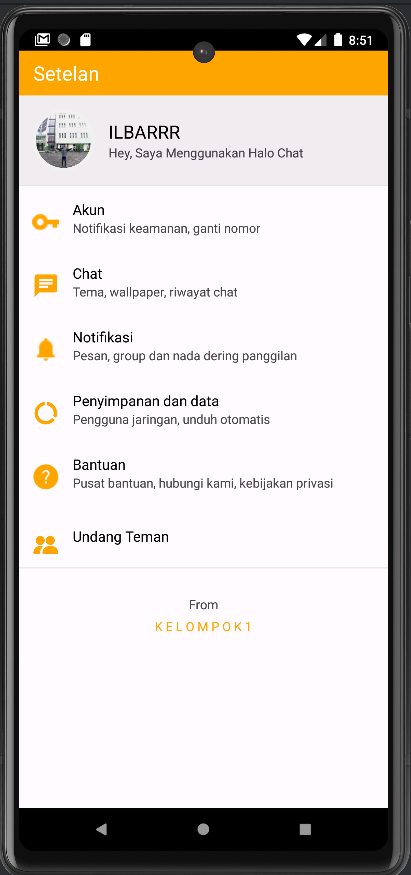 8:51
Setelan
ILBARRR
Hey, Saya Menggunakan Halo Chat
Akun
Notifikasi keamanan, ganti nomor
Chat
Tema, wallpaper, riwayat chat
Notifikasi
Pesan, group dan nada dering panggilan
Penyimpanan dan data
Pengguna jaringan, unduh otomatis
Bantuan
Pusat bantuan, hubungi kami, kebijakan privasi
Undang Teman
From
KELOMPOK1